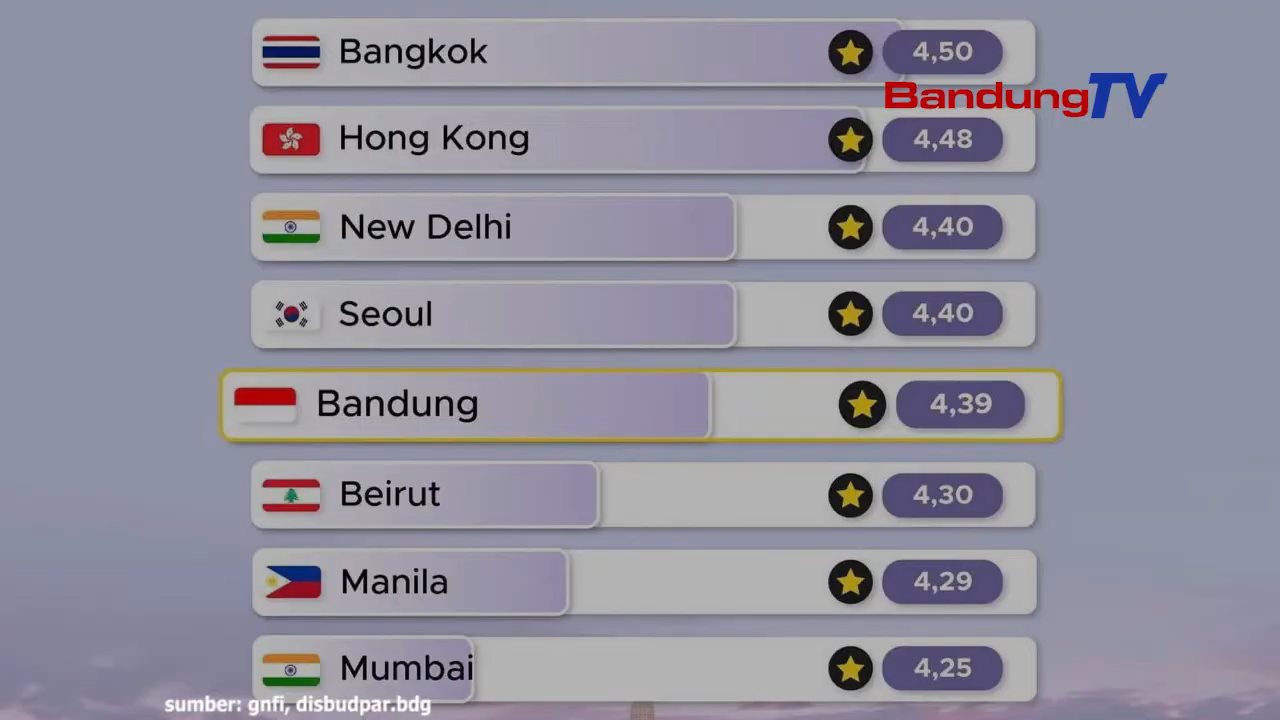 Bangkok 4,50
BandungTV
Hong Kong 4,48
New Delhi 4,40
Seoul 4,40
Bandung 4,39
Beirut 4,30
Manila 4,29
Mumbai 4,25
sumber: gnfi, disbudpar.bdg